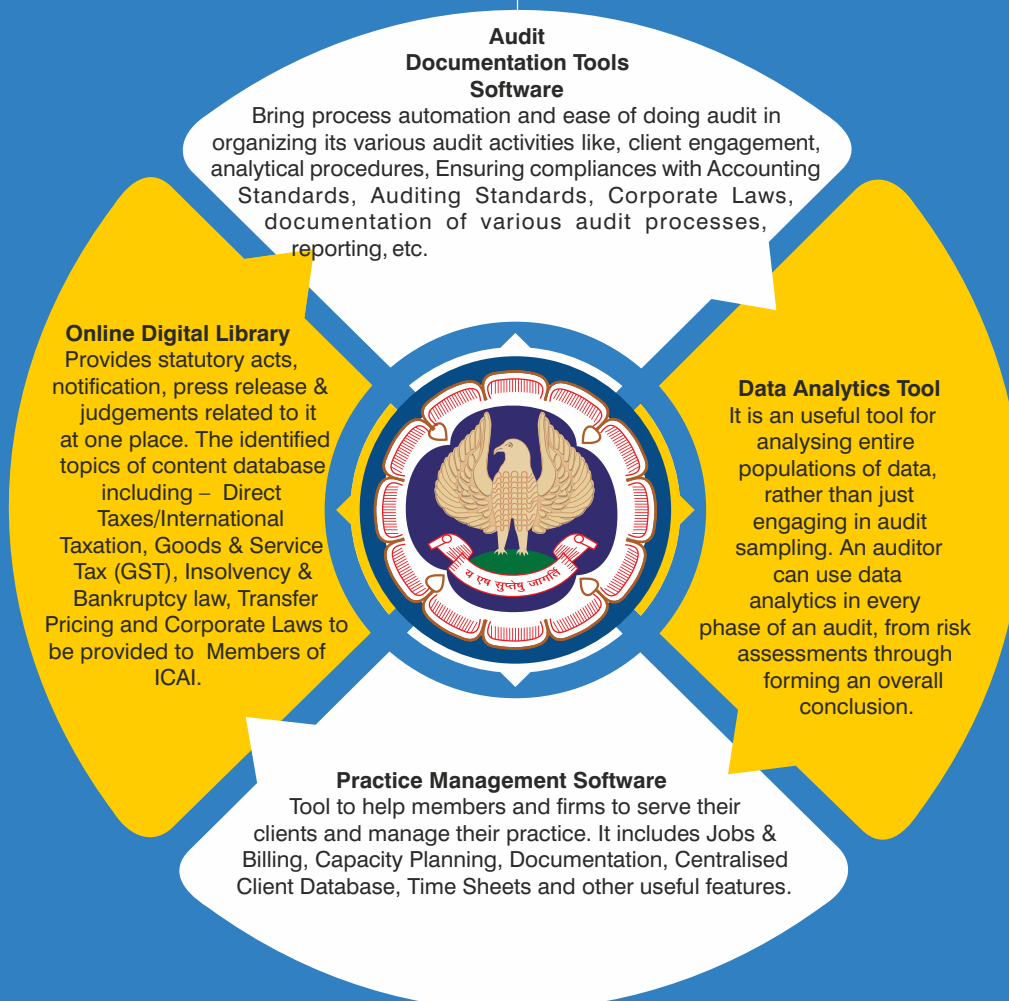 Audit
Documentation Tools
Software
Bring process automation and ease of doing audit in
organizing its various audit activities like, client engagement,
analytical procedures, Ensuring compliances with Accounting
Standards, Auditing Standards, Corporate Laws,
documentation of various audit processes,
reporting, etc.
Online Digital Library
Provides statutory acts,
notification, press release &
judgements related to it
at one place. The identified
topics of content database
including – Direct
Taxes/International
Taxation, Goods & Service
Tax (GST), Insolvency &
Bankruptcy law, Transfer
Pricing and Corporate Laws to
be provided to Members of
ICAI.
य एष सुप्तेषु जागर्ति
Data Analytics Tool
It is an useful tool for
analysing entire
populations of data,
rather than just
engaging in audit
sampling. An auditor
can use data
analytics in every
phase of an audit, from risk
assessments through
forming an overall
conclusion.
Practice Management Software
Tool to help members and firms to serve their
clients and manage their practice. It includes Jobs &
Billing, Capacity Planning, Documentation, Centralised
Client Database, Time Sheets and other useful features.